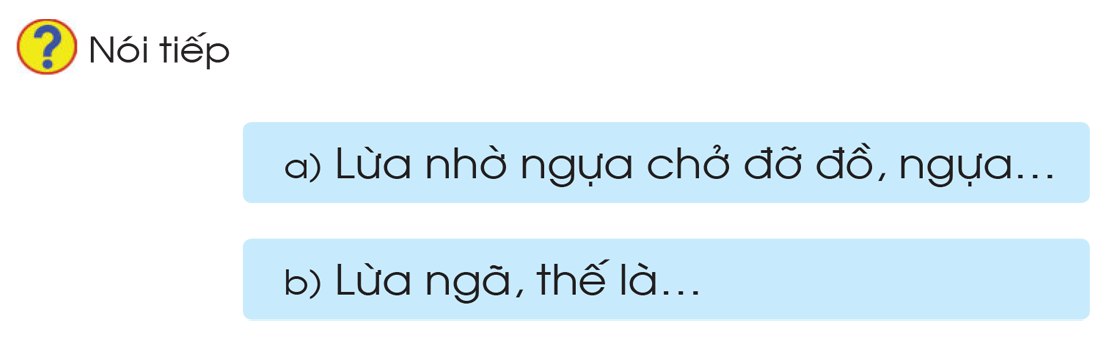 ? Nói tiếp
a) Lừa nhờ ngựa chở đỡ đồ, ngựa...
b) Lừa ngã, thế là...